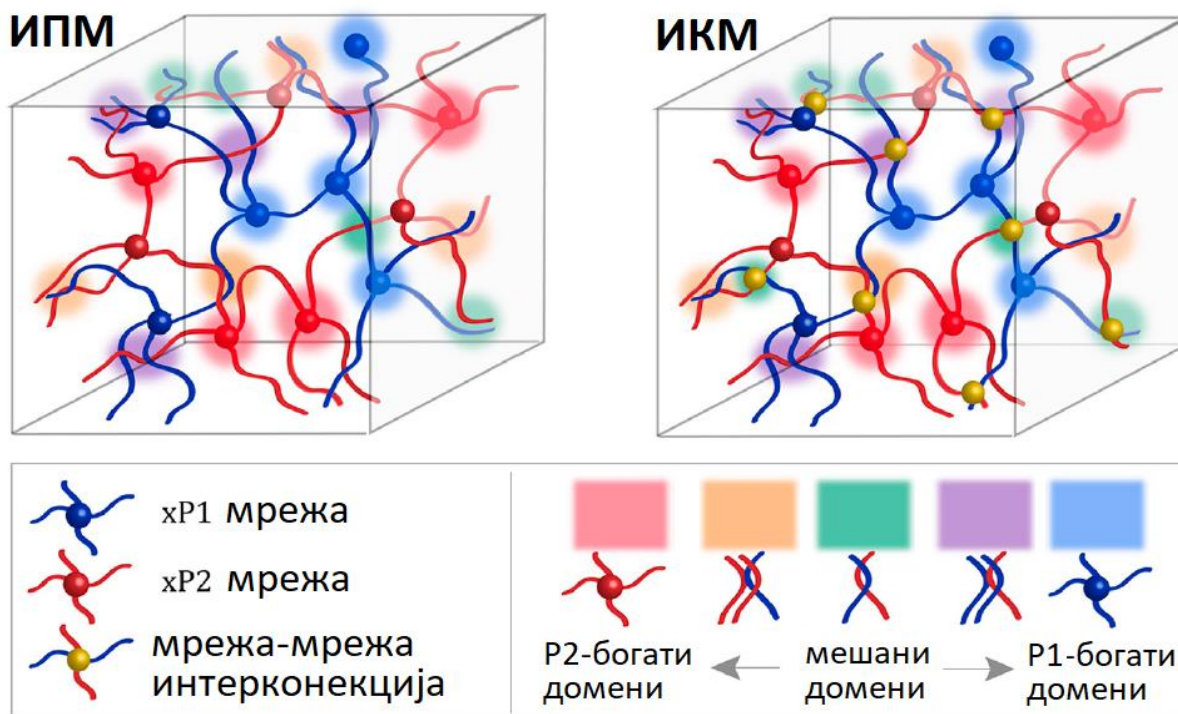 ИПМ
ИКМ
xP1 мрежа
xP2 мрежа
мрежа-мрежа
интерконекција
P2-богати
домени
мешани
домени
P1-богати
домени